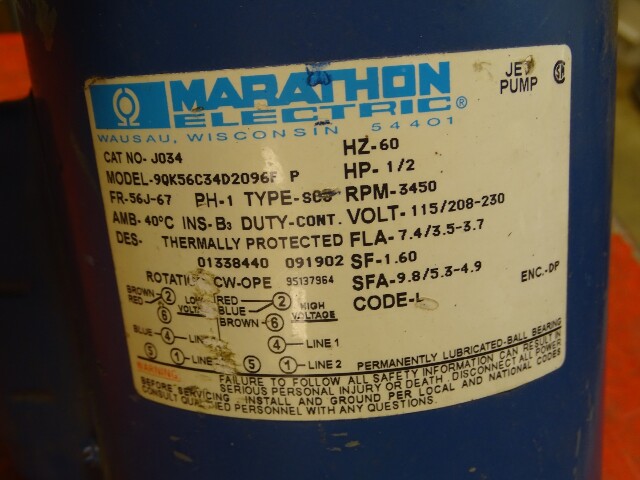 MARATHON
ELECTRIC®
WAUSAU, WISCONSIN 54401
JET
PUMP
CAT NO- J034
HZ-60
MODEL-9QK56C34D2096F P
HP- 1/2
FR-56J-67 PH-1 TYPE-
RPM-3450
AMB- 40°C INS-B3 DUTY-CONT.
VOLT-115/208-230
DES- THERMALLY PROTECTED
FLA-7.4/3.5-3.7
01338440 091902
SF-1.60
CW-OPE 95137964
SFA-9.8/5.3-4.9
ENC.-DP
CODE-L
BROWN RED 2 LOW
6
BLUE 4
5 1 LINE
RED BLUE 2 HIGH VOLTAGE
BROWN 6
4 LINE 1
5 1 LINE 2
PERMANENTLY LUBRICATED-BALL BEARING
WARNING:
FAILURE TO FOLLOW ALL SAFETY INFORMATION CAN CAUSE
SERIOUS PERSONAL INJURY OR DEATH. DISCONNECT ALL POWER
BEFORE SERVICING. INSTALL AND GROUND PER LOCAL AND NATIONAL CODES
CONSULT QUALIFIED PERSONNEL WITH ANY QUESTIONS.